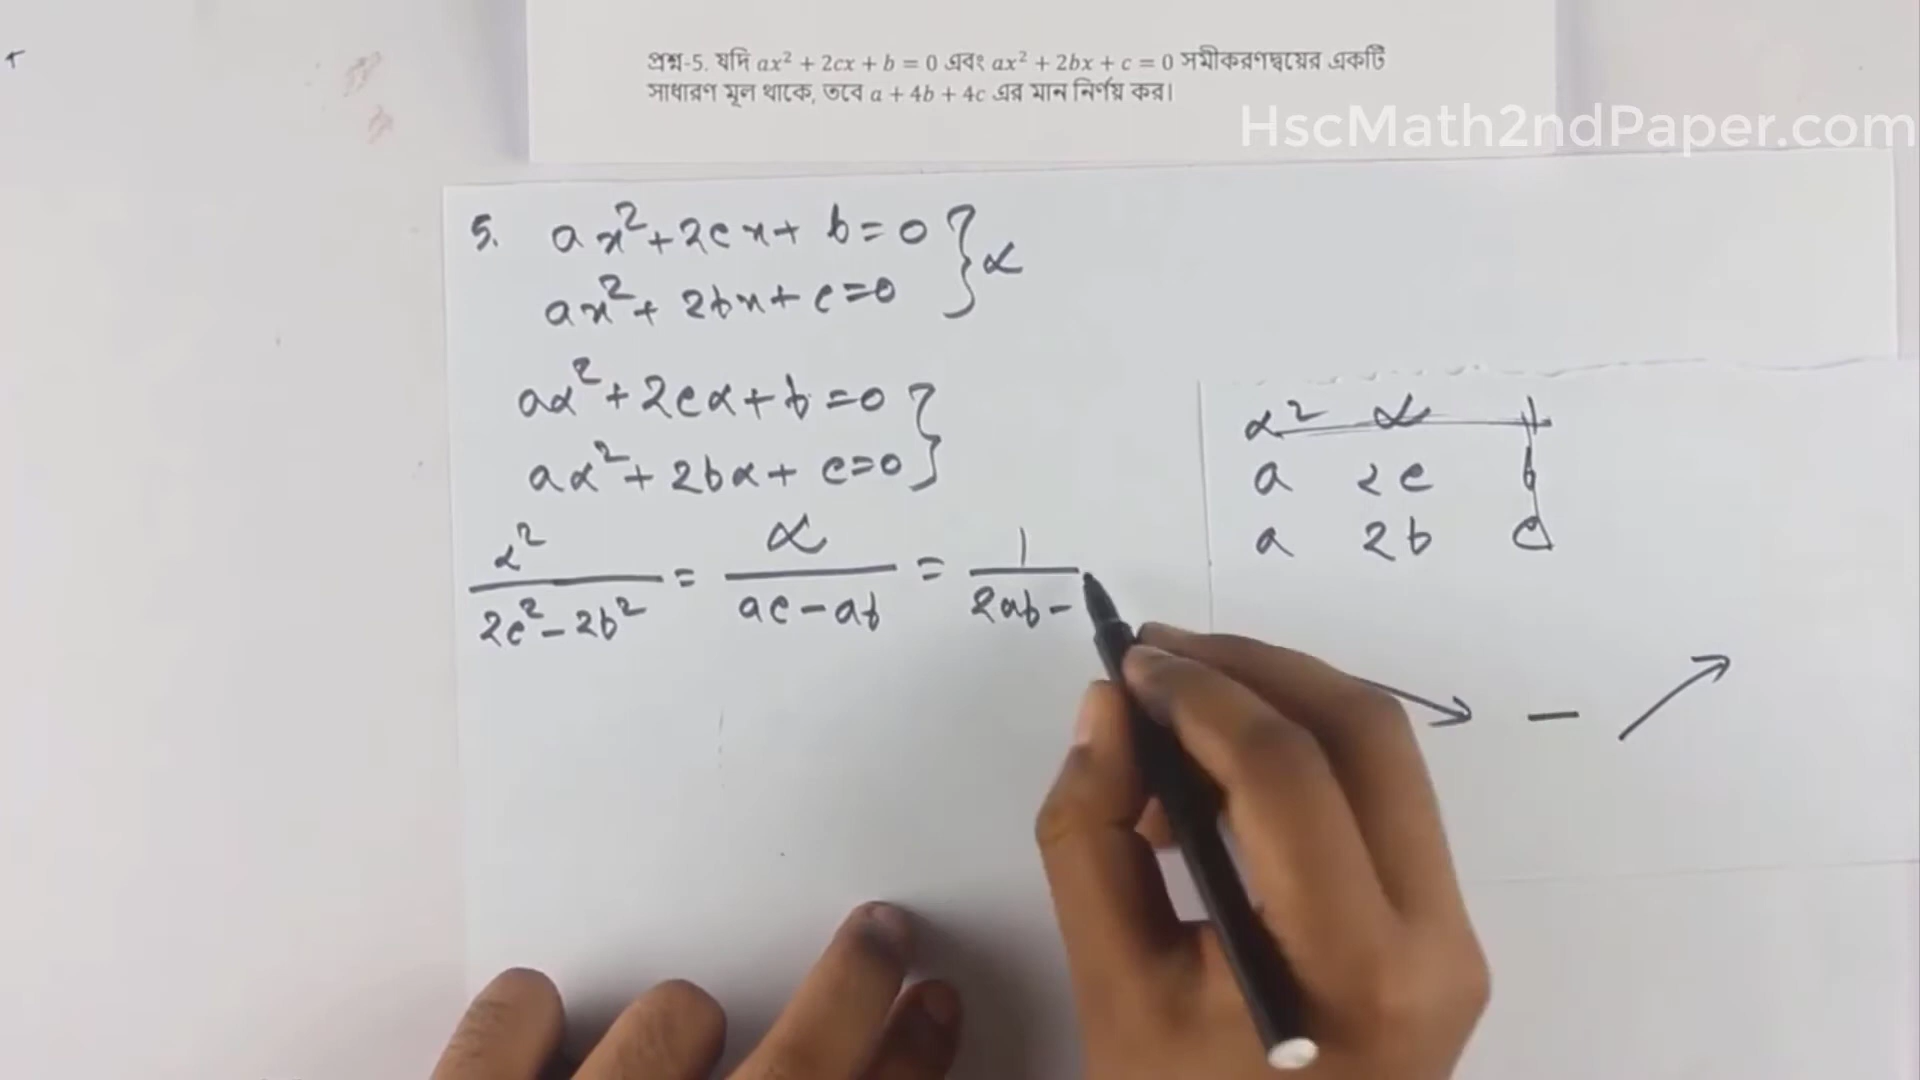 প্রশ্ন-5. যদি ax² + 2cx + b = 0 এবং ax² + 2bx + c = 0 সমীকরণদ্বয়ের একটি
সাধারণ মূল থাকে, তবে a + 4b + 4c এর মান নির্ণয় কর।
HscMath2ndPaper.com
5. ax² + 2cx + b = 0 } α
ax² + 2bx + c = 0
aα² + 2cα + b = 0 }
aα² + 2bα + c = 0
α²/(2c² - 2b²) = α/(ac - ab) = 1/(2ab -
α² α 1
a 2c b
a 2b c